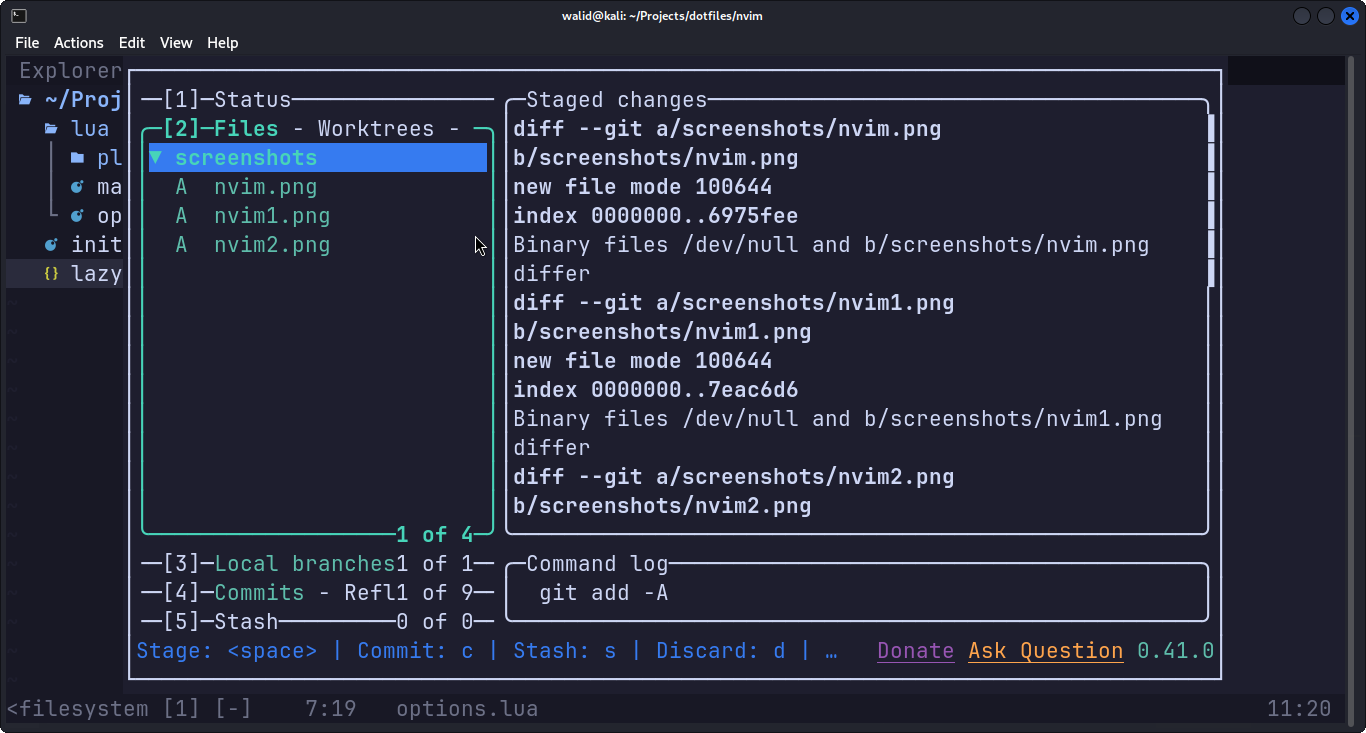 walid@kali: ~/Projects/dotfiles/nvim
File Actions Edit View Help
Explorer
~/Proj
lua
pl
ma
op
init
lazy
[1]─Status
[2]─Files - Worktrees -
▼ screenshots
A nvim.png
A nvim1.png
A nvim2.png
1 of 4
[3]─Local branches 1 of 1
[4]─Commits - Refl1 of 9
[5]─Stash 0 of 0
Staged changes
diff --git a/screenshots/nvim.png
b/screenshots/nvim.png
new file mode 100644
index 0000000..6975fee
Binary files /dev/null and b/screenshots/nvim.png
differ
diff --git a/screenshots/nvim1.png
b/screenshots/nvim1.png
new file mode 100644
index 0000000..7eac6d6
Binary files /dev/null and b/screenshots/nvim1.png
differ
diff --git a/screenshots/nvim2.png
b/screenshots/nvim2.png
Command log
git add -A
Stage: <space> | Commit: c | Stash: s | Discard: d | … Donate Ask Question 0.41.0
<filesystem [1] [-] 7:19 options.lua 11:20